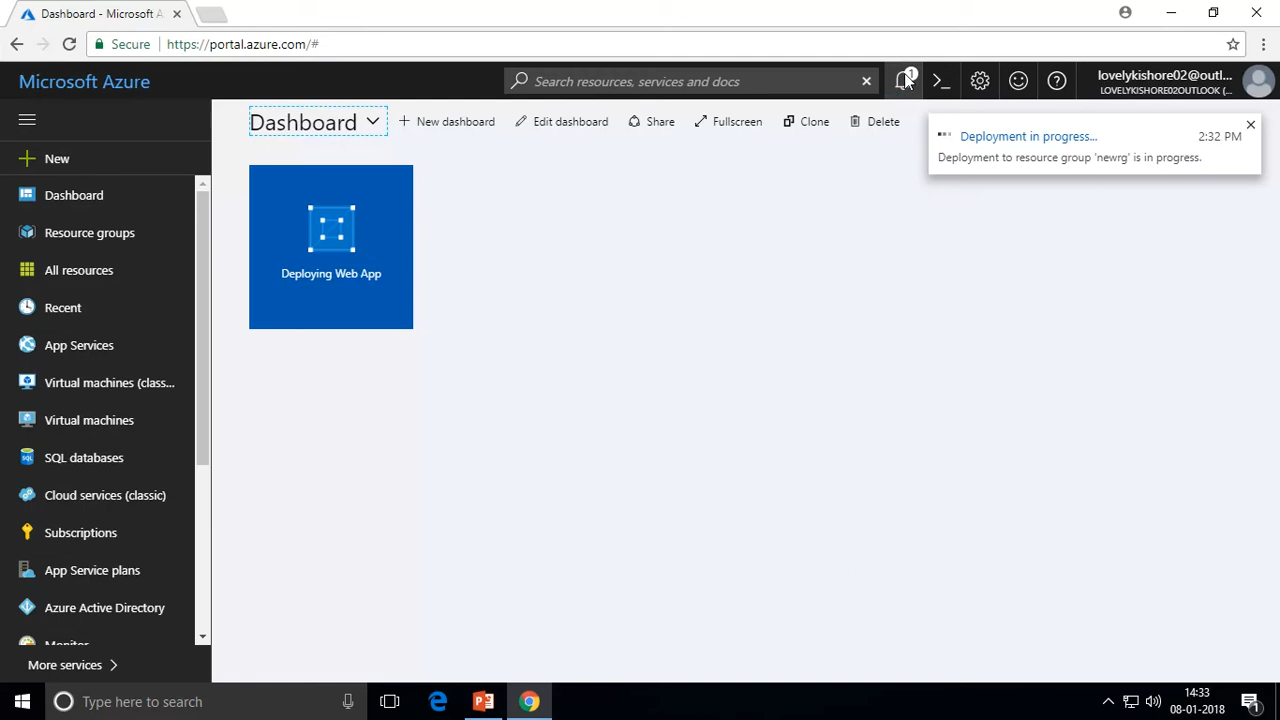 Dashboard - Microsoft A
Secure
https://portal.azure.com/#
Microsoft Azure
Search resources, services and docs
1
lovelykishore02@outl...
LOVELYKISHORE02OUTLOOK (...
Dashboard
New dashboard
Edit dashboard
Share
Fullscreen
Clone
Delete
Deployment in progress...
2:32 PM
Deployment to resource group 'newrg' is in progress.
New
Dashboard
Resource groups
All resources
Recent
App Services
Virtual machines (class...
Virtual machines
SQL databases
Cloud services (classic)
Subscriptions
App Service plans
Azure Active Directory
Monitor
More services
Deploying Web App
Type here to search
14:33
08-01-2018
1